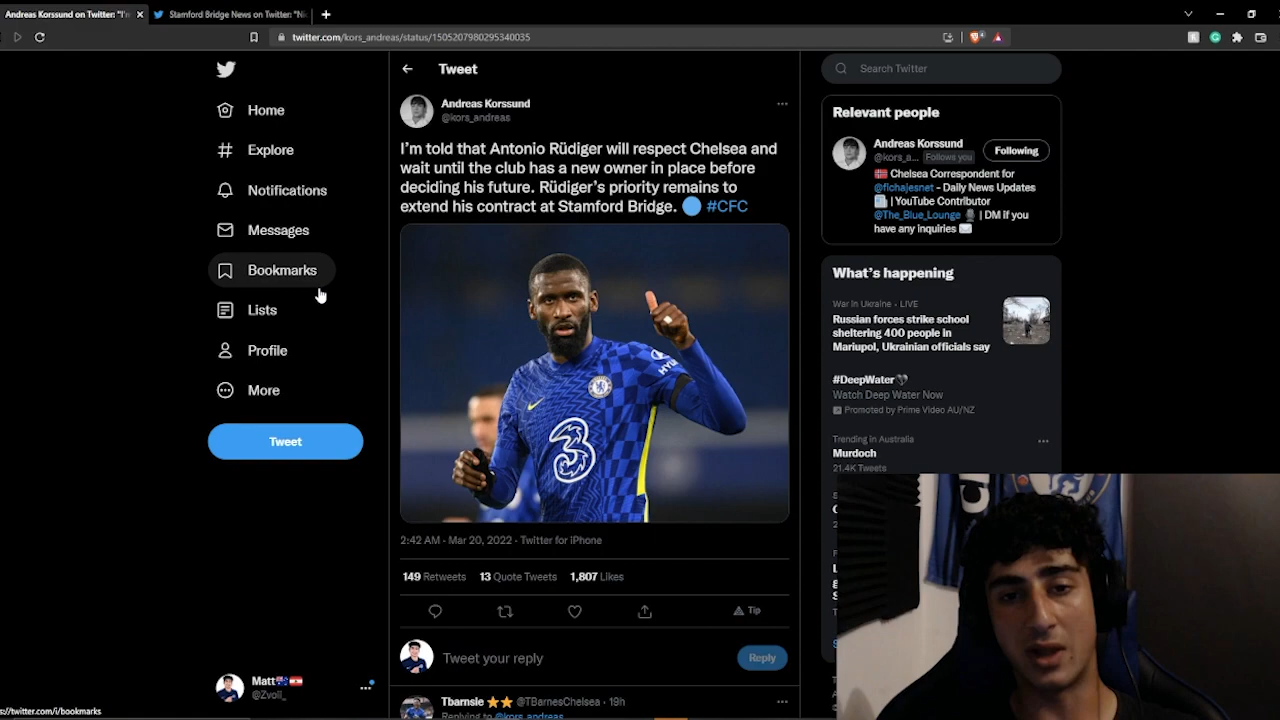 Andreas Korssund on Twitter: "I'm
Stamford Bridge News on Twitter: "Ni
twitter.com/kors_andreas/status/1505207980295340035
Home
Explore
Notifications
Messages
Bookmarks
Lists
Profile
More
Tweet
Matt
@Zvoll_
s://twitter.com/i/bookmarks
Tweet
Andreas Korssund
@kors_andreas
I'm told that Antonio Rüdiger will respect Chelsea and
wait until the club has a new owner in place before
deciding his future. Rüdiger's priority remains to
extend his contract at Stamford Bridge. 🔵 #CFC
HYU
3
2:42 AM · Mar 20, 2022 · Twitter for iPhone
149 Retweets 13 Quote Tweets 1,807 Likes
Tip
Tweet your reply
Reply
Tbarnsie ⭐⭐ @TBarnesChelsea · 19h
Replying to @kors_andreas
Search Twitter
Relevant people
Andreas Korssund
@kors_a... Follows you
Following
🇳🇴 Chelsea Correspondent for
@fichajesnet - Daily News Updates
📰 | YouTube Contributor
@The_Blue_Lounge 🎙️ | DM if you
have any inquiries ✉️
What's happening
War in Ukraine · LIVE
Russian forces strike school
sheltering 400 people in
Mariupol, Ukrainian officials say
#DeepWater
Watch Deep Water Now
Promoted by Prime Video AU/NZ
Trending in Australia
Murdoch
21.4K Tweets